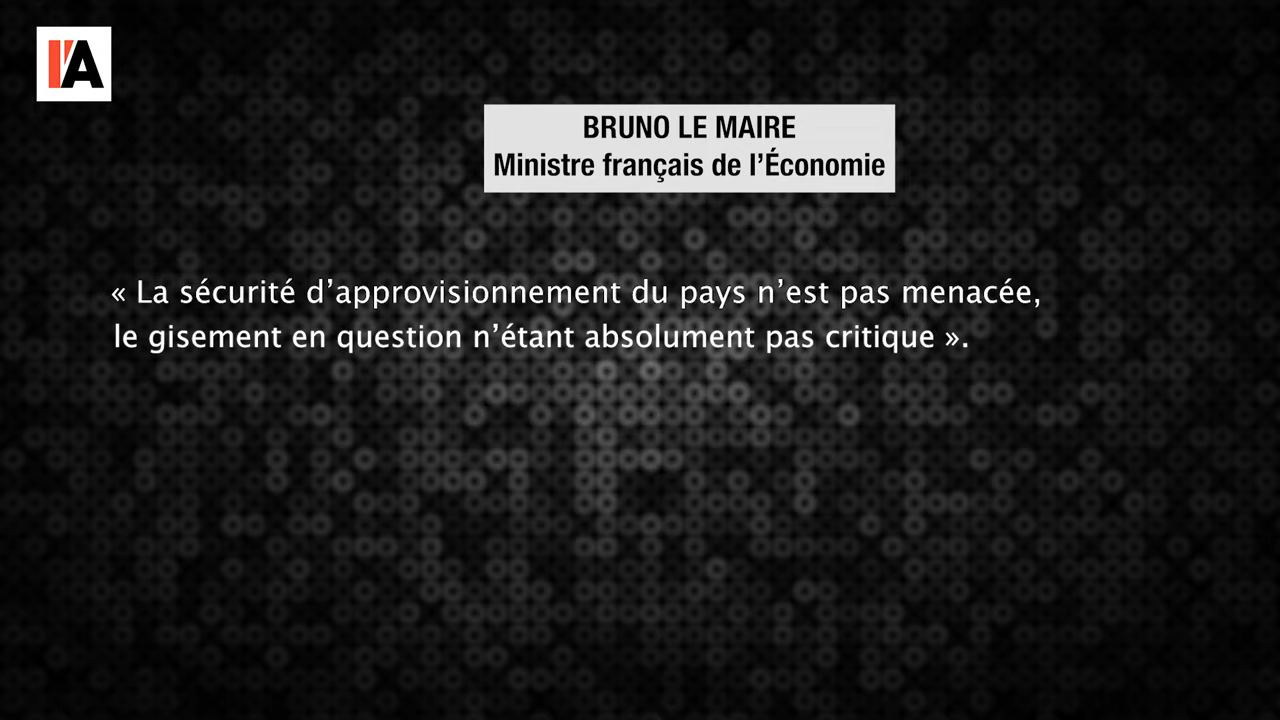 l'A
BRUNO LE MAIRE
Ministre français de l’Économie
« La sécurité d’approvisionnement du pays n’est pas menacée,
le gisement en question n’étant absolument pas critique ».